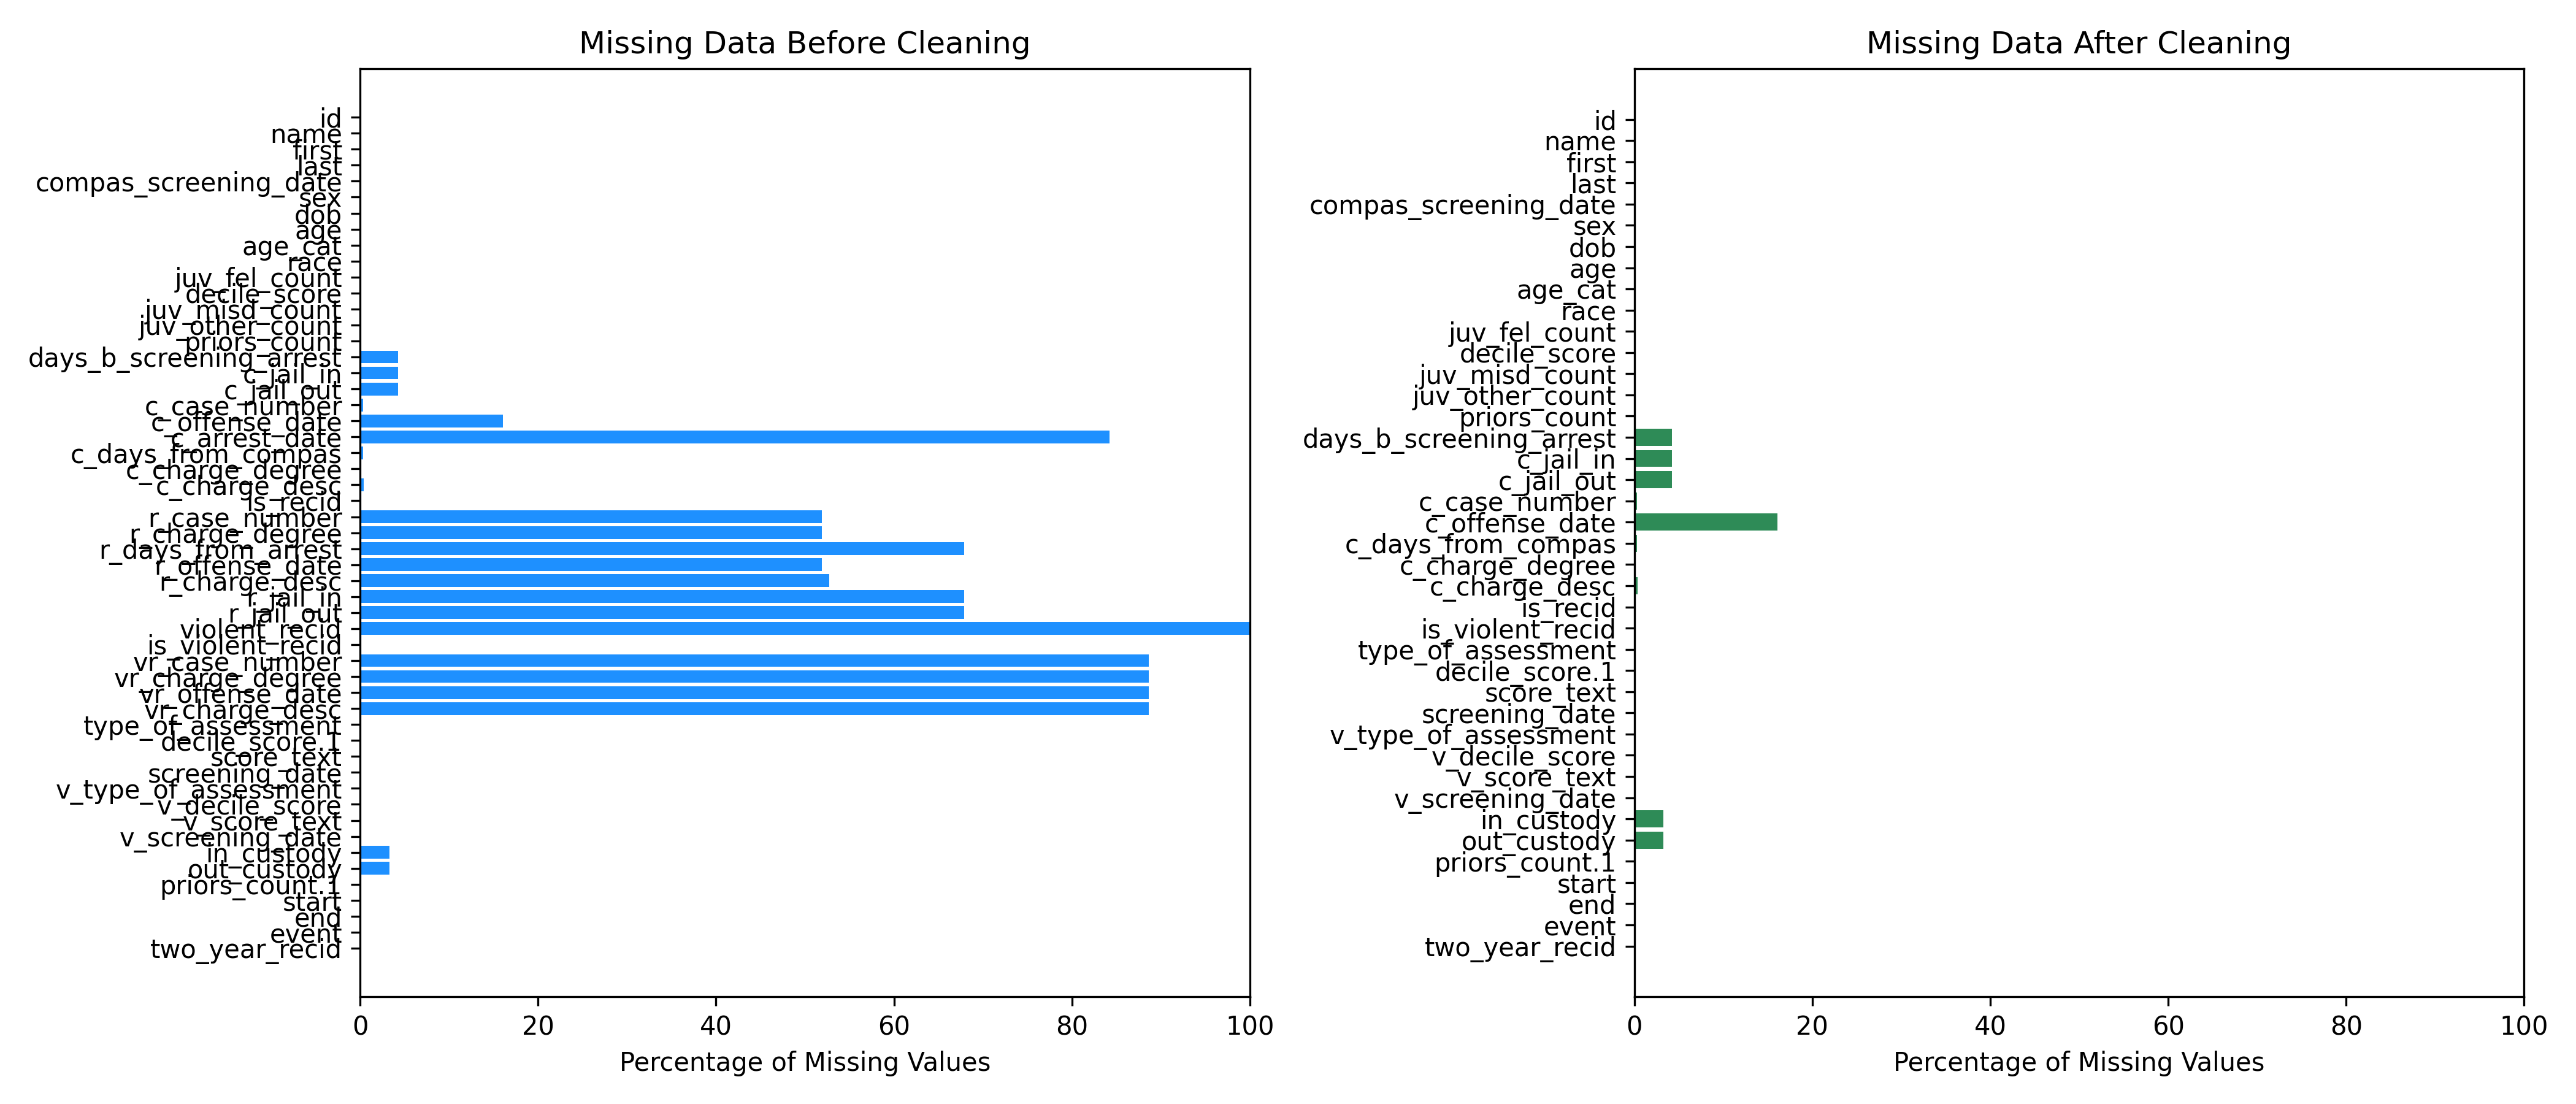 Missing Data Before Cleaning
id
name
first
last
compas_screening_date
sex
dob
age
age_cat
race
juv_fel_count
decile_score
juv_misd_count
juv_other_count
priors_count
days_b_screening_arrest
c_jail_in
c_jail_out
c_case_number
c_offense_date
c_arrest_date
c_days_from_compas
c_charge_degree
c_charge_desc
is_recid
r_case_number
r_charge_degree
r_days_from_arrest
r_offense_date
r_charge_desc
r_jail_in
r_jail_out
violent_recid
is_violent_recid
vr_case_number
vr_charge_degree
vr_offense_date
vr_charge_desc
type_of_assessment
decile_score.1
score_text
screening_date
v_type_of_assessment
v_decile_score
v_score_text
v_screening_date
in_custody
out_custody
priors_count.1
start
end
event
two_year_recid
0 20 40 60 80 100
Percentage of Missing Values
Missing Data After Cleaning
id
name
first
last
compas_screening_date
sex
dob
age
age_cat
race
juv_fel_count
decile_score
juv_misd_count
juv_other_count
priors_count
days_b_screening_arrest
c_jail_in
c_jail_out
c_case_number
c_offense_date
c_days_from_compas
c_charge_degree
c_charge_desc
is_recid
is_violent_recid
type_of_assessment
decile_score.1
score_text
screening_date
v_type_of_assessment
v_decile_score
v_score_text
v_screening_date
in_custody
out_custody
priors_count.1
start
end
event
two_year_recid
0 20 40 60 80 100
Percentage of Missing Values